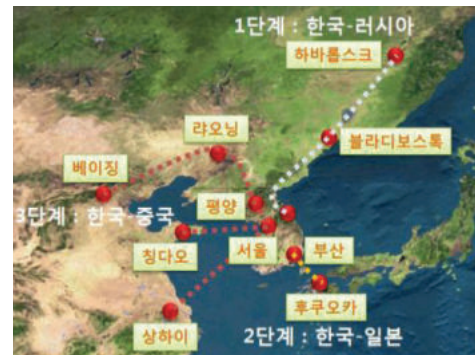 1단계 : 한국-러시아
하바롭스크
블라디보스톡
랴오닝
베이징
평양
3단계 : 한국-중국
칭다오
서울
부산
후쿠오카
상하이
2단계 : 한국-일본